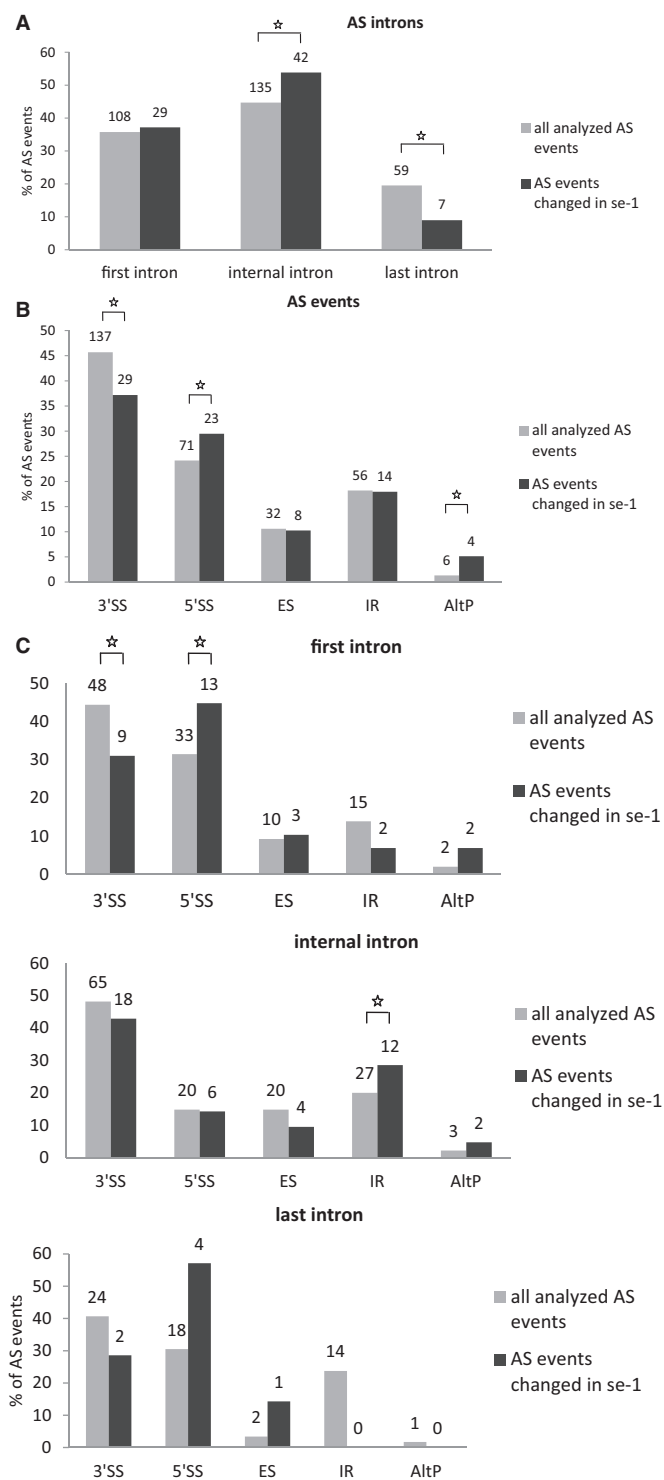 A
AS introns
60
50
40
30
20
10
0
% of AS events
108
29
135
42
59
7
☆
☆
first intron
internal intron
last intron
all analyzed AS
events
AS events
changed in se-1
B
AS events
50
45
40
35
30
25
20
15
10
5
0
% of AS events
137
29
71
23
32
8
56
14
6
4
☆
☆
☆
3'SS
5'SS
ES
IR
AltP
all analyzed AS
events
AS events
changed in se-1
C
first intron
50
40
30
20
10
0
48
9
33
13
10
3
15
2
2
2
☆
☆
3'SS
5'SS
ES
IR
AltP
all analyzed AS
events
AS events
changed in se-1
internal intron
60
50
40
30
20
10
0
65
18
20
6
20
4
27
12
3
2
☆
3'SS
5'SS
ES
IR
AltP
all analyzed AS
events
AS events
changed in se-1
last intron
60
50
40
30
20
10
0
% of AS events
24
2
18
4
2
1
14
0
1
0
3'SS
5'SS
ES
IR
AltP
all analyzed AS
events
AS events
changed in se-1